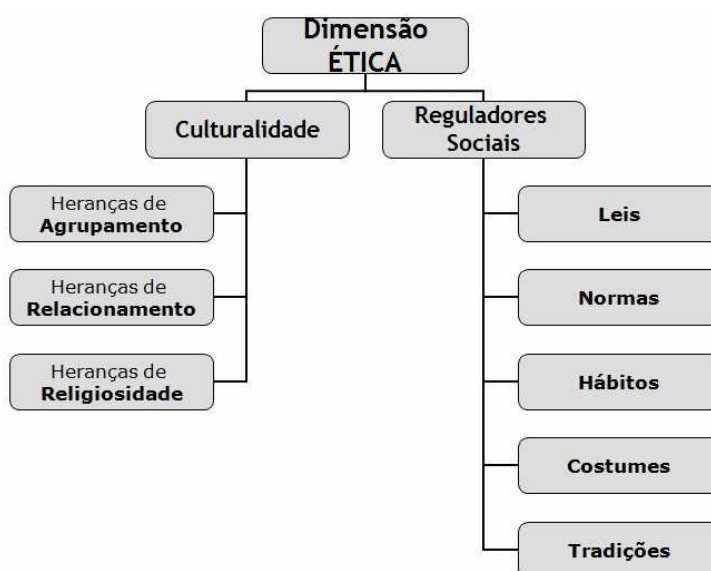 Dimensão
ÉTICA
Culturalidade
Reguladores
Sociais
Heranças de
Agrupamento
Heranças de
Relacionamento
Heranças de
Religiosidade
Leis
Normas
Hábitos
Costumes
Tradições